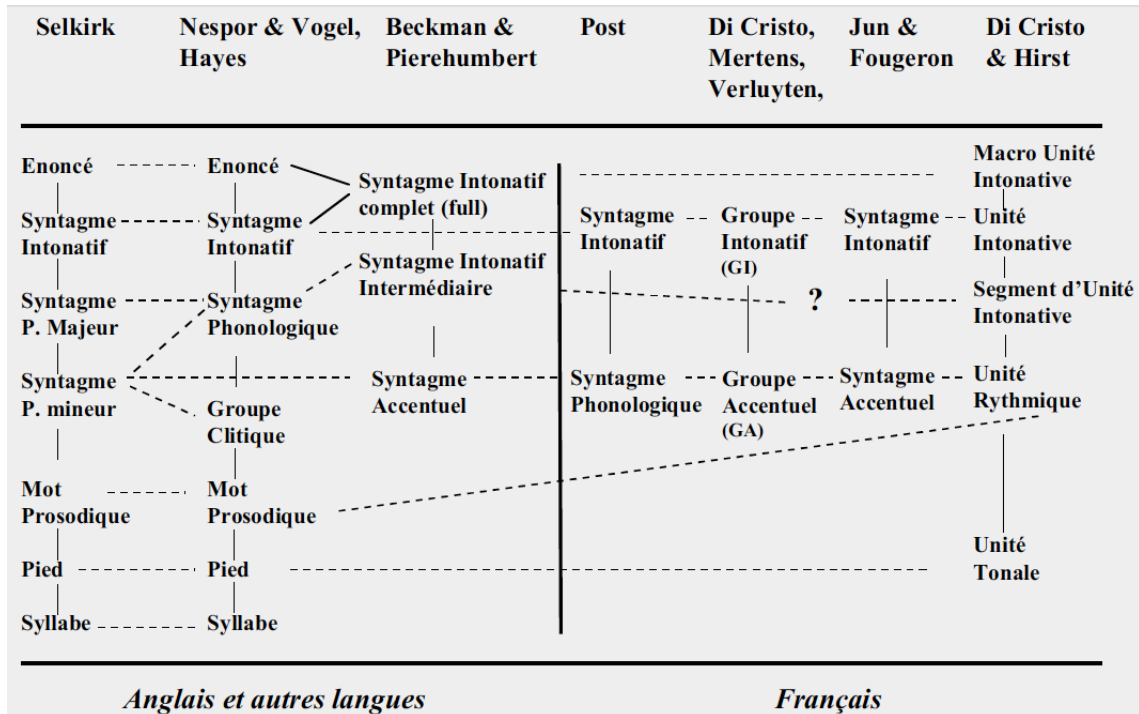 Selkirk
Nespor & Vogel,
Hayes
Beckman &
Pierehumbert
Post
Di Cristo,
Mertens,
Verluyten,
Jun &
Fougeron
Di Cristo
& Hirst
Enoncé
Syntagme
Intonatif
Syntagme
P. Majeur
Syntagme
P. mineur
Mot
Prosodique
Pied
Syllabe
Enoncé
Syntagme
Intonatif
Syntagme
Phonologique
Groupe
Clitique
Mot
Prosodique
Pied
Syllabe
Syntagme Intonatif
complet (full)
Syntagme Intonatif
Intermédiaire
Syntagme
Accentuel
Syntagme
Intonatif
Syntagme
Phonologique
Groupe
Intonatif
(GI)
?
Groupe
Accentuel
(GA)
Syntagme
Intonatif
Syntagme
Accentuel
Macro Unité
Intonative
Unité
Intonative
Segment d'Unité
Intonative
Unité
Rythmique
Unité
Tonale
Anglais et autres langues
Français